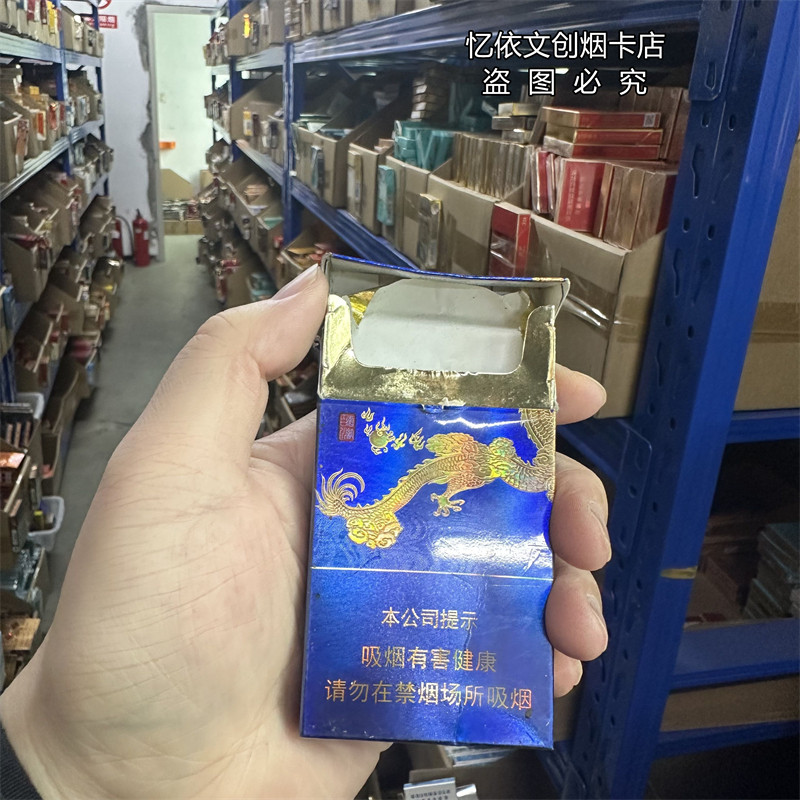 忆依文创烟卡店
盗图必究
本公司提示
吸烟有害健康
请勿在禁烟场所吸烟